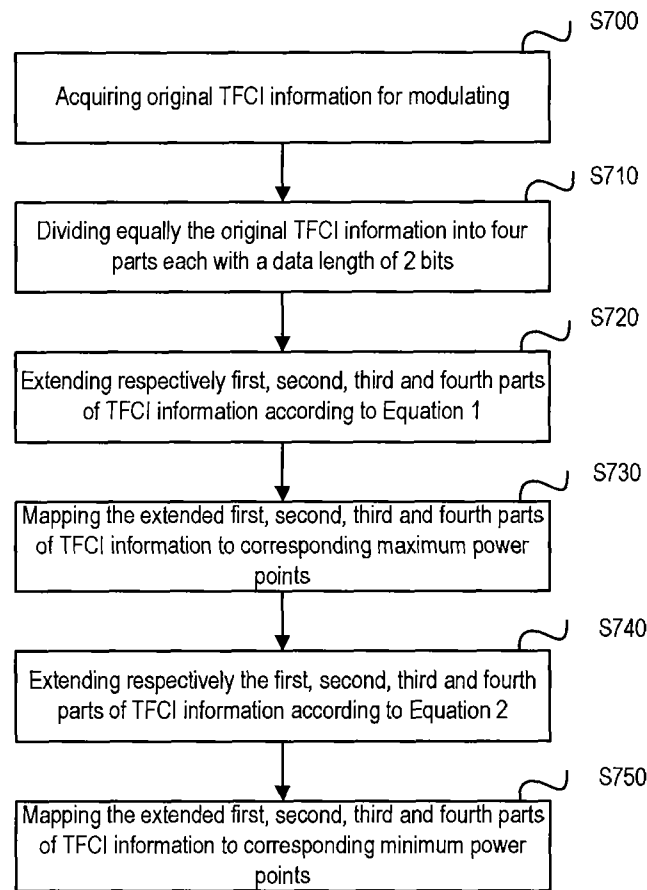 S700
Acquiring original TFCI information for modulating
S710
Dividing equally the original TFCI information into four
parts each with a data length of 2 bits
S720
Extending respectively first, second, third and fourth parts
of TFCI information according to Equation 1
S730
Mapping the extended first, second, third and fourth parts
of TFCI information to corresponding maximum power
points
S740
Extending respectively the first, second, third and fourth
parts of TFCI information according to Equation 2
S750
Mapping the extended first, second, third and fourth parts
of TFCI information to corresponding minimum power
points